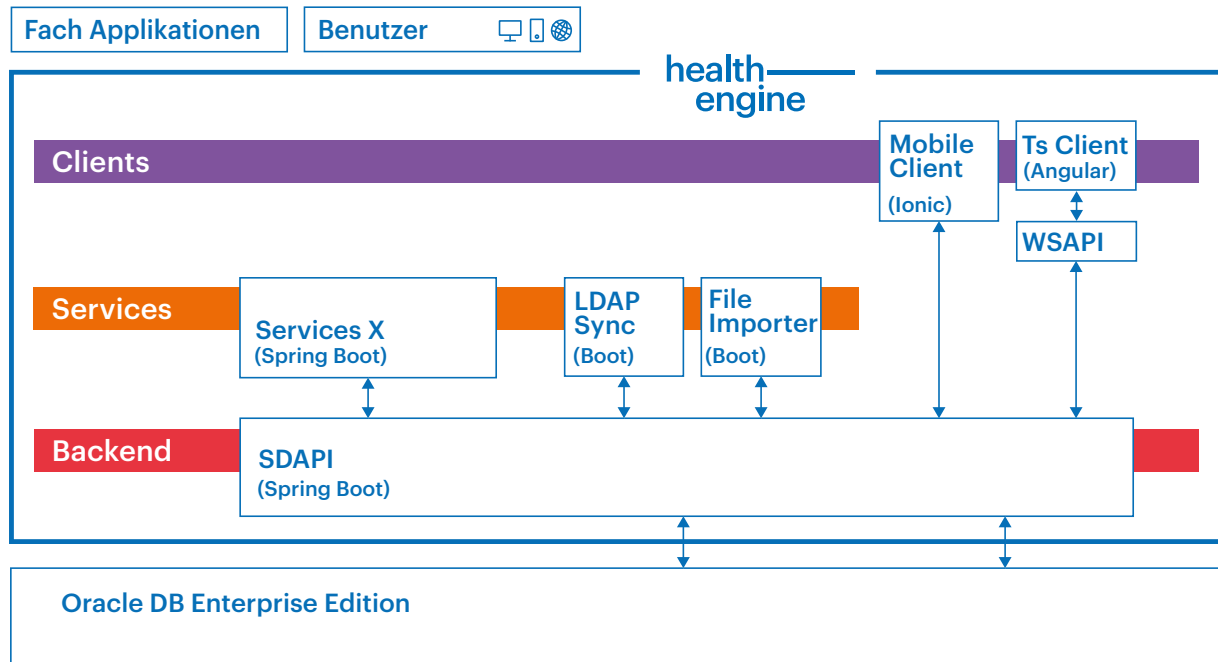 Fach Applikationen
Benutzer
health
engine
Clients
Mobile
Client
(Ionic)
Ts Client
(Angular)
WSAPI
Services
Services X
(Spring Boot)
LDAP
Sync
(Boot)
File
Importer
(Boot)
Backend
SDAPI
(Spring Boot)
Oracle DB Enterprise Edition